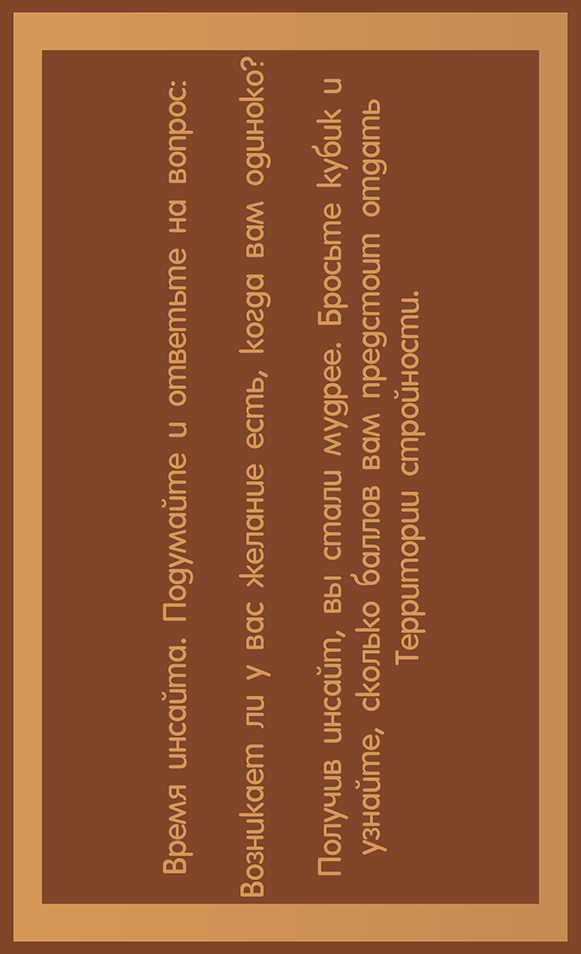 Время инсайта. Подумайте и ответьте на вопрос:
Возникает ли у вас желание есть, когда вам одиноко?
Получив инсайт, вы стали мудрее. Бросьте кубик и
узнайте, сколько баллов вам предстоит отдать
Территории стройности.